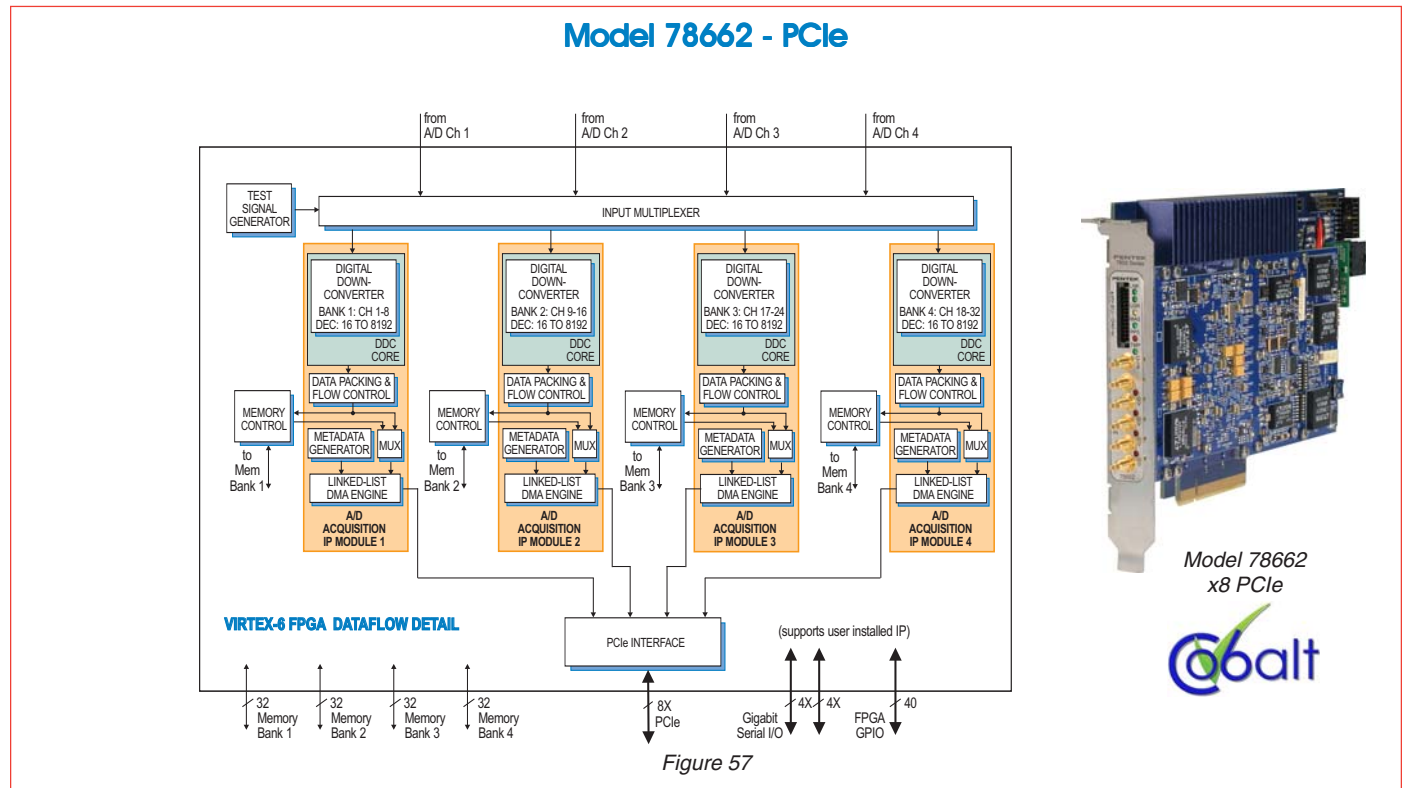 Model 78662 - PCIe
from
A/D Ch 1
from
A/D Ch 2
from
A/D Ch 3
from
A/D Ch 4
TEST
SIGNAL
GENERATOR
INPUT MULTIPLEXER
DIGITAL
DOWN-
CONVERTER
BANK 1: CH 1-8
DEC: 16 TO 8192
DDC
CORE
DIGITAL
DOWN-
CONVERTER
BANK 2: CH 9-16
DEC: 16 TO 8192
DDC
CORE
DIGITAL
DOWN-
CONVERTER
BANK 3: CH 17-24
DEC: 16 TO 8192
DDC
CORE
DIGITAL
DOWN-
CONVERTER
BANK 4: CH 18-32
DEC: 16 TO 8192
DDC
CORE
DATA PACKING &
FLOW CONTROL
DATA PACKING &
FLOW CONTROL
DATA PACKING &
FLOW CONTROL
DATA PACKING &
FLOW CONTROL
MEMORY
CONTROL
MEMORY
CONTROL
MEMORY
CONTROL
MEMORY
CONTROL
METADATA
GENERATOR
MUX
METADATA
GENERATOR
MUX
METADATA
GENERATOR
MUX
METADATA
GENERATOR
MUX
to
Mem
Bank 1
to
Mem
Bank 2
to
Mem
Bank 3
to
Mem
Bank 4
LINKED-LIST
DMA ENGINE
LINKED-LIST
DMA ENGINE
LINKED-LIST
DMA ENGINE
LINKED-LIST
DMA ENGINE
A/D
ACQUISITION
IP MODULE 1
A/D
ACQUISITION
IP MODULE 2
A/D
ACQUISITION
IP MODULE 3
A/D
ACQUISITION
IP MODULE 4
VIRTEX-6 FPGA DATAFLOW DETAIL
PCIe INTERFACE
(supports user installed IP)
32
Memory
Bank 1
32
Memory
Bank 2
32
Memory
Bank 3
32
Memory
Bank 4
8X
PCIe
4X
4X
Gigabit
Serial I/O
40
FPGA
GPIO
Figure 57
PENTEK
PENTEK
Model 78662
x8 PCIe
Cobalt